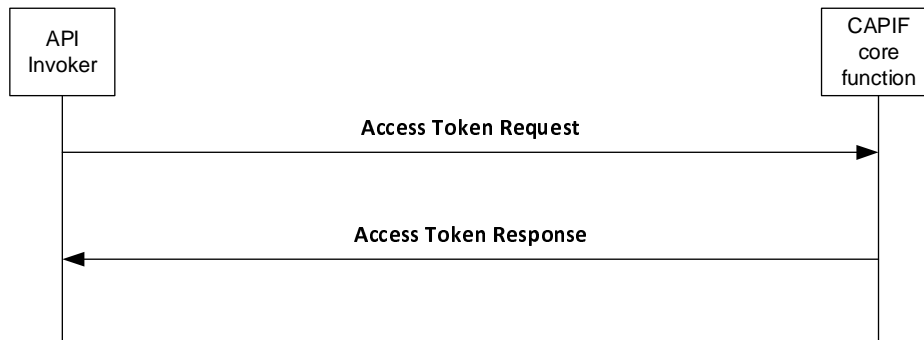 API
Invoker
CAPIF
core
function
Access Token Request
Access Token Response